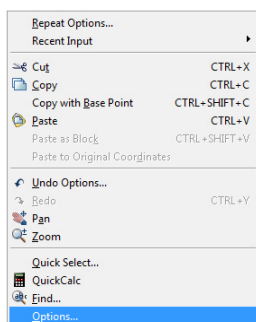 Repeat Options...
Recent Input
Cut CTRL+X
Copy CTRL+C
Copy with Base Point CTRL+SHIFT+C
Paste CTRL+V
Paste as Block CTRL+SHIFT+V
Paste to Original Coordinates
Undo Options...
Redo CTRL+Y
Pan
Zoom
Quick Select...
QuickCalc
Find...
Options...